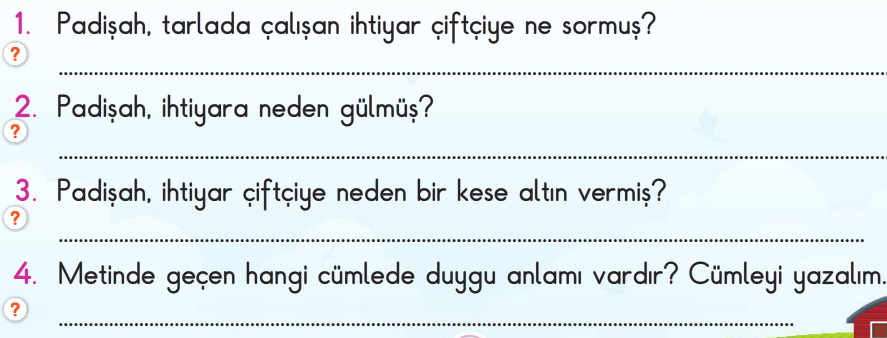 1. Padişah, tarlada çalışan ihtiyar çiftçiye ne sormuş?
?
2. Padişah, ihtiyara neden gülmüş?
?
3. Padişah, ihtiyar çiftçiye neden bir kese altın vermiş?
?
4. Metinde geçen hangi cümlede duygu anlamı vardır? Cümleyi yazalım.
?